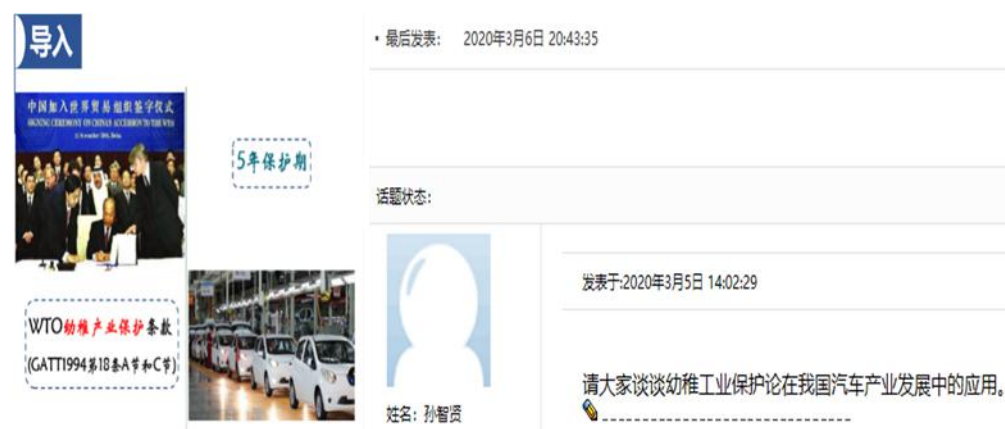 导入
中国加入世界贸易组织签字仪式
SIGNING CEREMONY ON CHINA'S ACCESSION TO THE WTO
5年保护期
WTO幼稚产业保护条款
(GATT1994第18条A节和C节)
• 最后发表: 2020年3月6日 20:43:35
话题状态:
发表于:2020年3月5日 14:02:29
请大家谈谈幼稚工业保护论在我国汽车产业发展中的应用。
姓名: 孙智贤